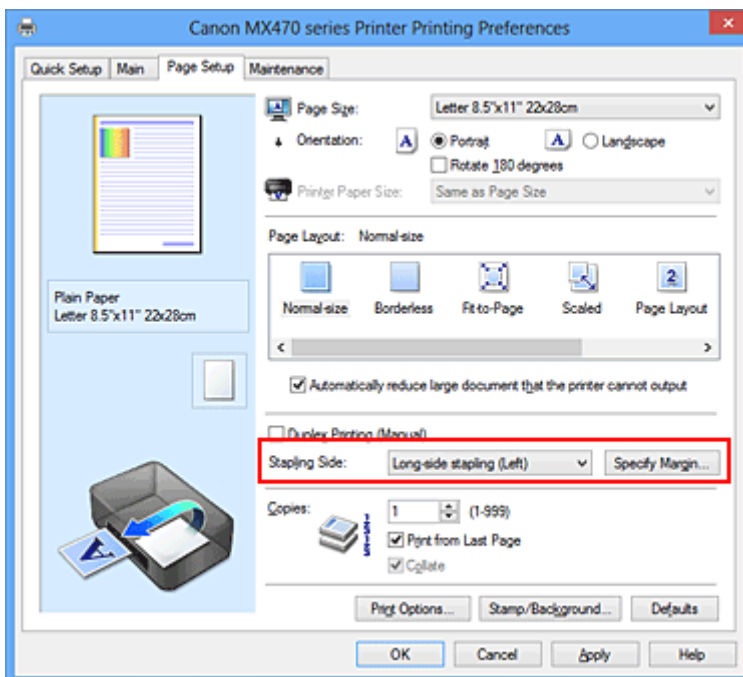 Canon MX470 series Printer Printing Preferences
Quick Setup Main Page Setup Maintenance
Page Size: Letter 8.5"x11" 22x28cm
Orientation: A Portrait A Landscape
Rotate 180 degrees
Printer Paper Size: Same as Page Size
Page Layout: Normal-size
2
Normal-size Borderless Fit-to-Page Scaled Page Layout
Plain Paper
Letter 8.5"x11" 22x28cm
Automatically reduce large document that the printer cannot output
Duplex Printing (Manual)
Stapling Side: Long-side stapling (Left) Specify Margin...
Copies: 1 (1-999)
Print from Last Page
Collate
A
Print Options... Stamp/Background... Defaults
OK Cancel Apply Help